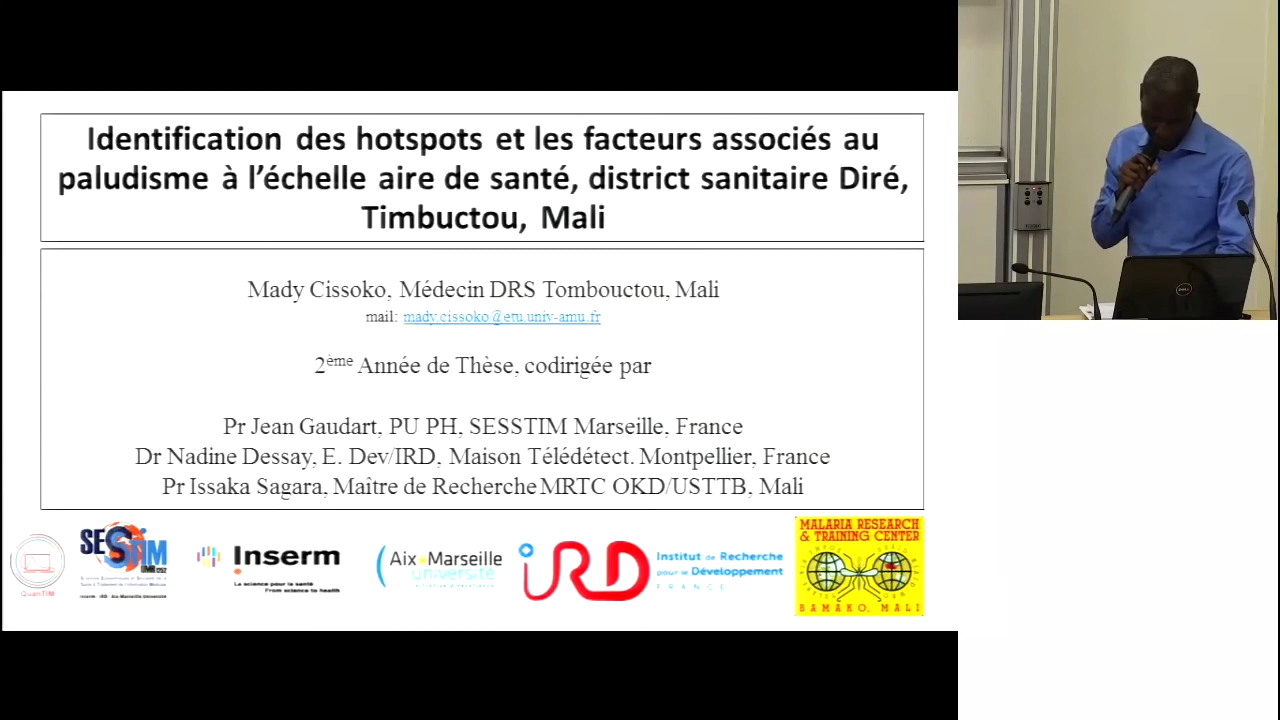 Identification des hotspots et les facteurs associés au
paludisme à l'échelle aire de santé, district sanitaire Diré,
Timbuctou, Mali
Mady Cissoko, Médecin DRS Tombouctou, Mali
mail: mady.cissoko@etu.univ-amu.fr
2ème Année de Thèse, codirigée par
Pr Jean Gaudart, PU PH, SESSTIM Marseille, France
Dr Nadine Dessay, E. Dev/IRD, Maison Télédétect. Montpellier, France
Pr Issaka Sagara, Maître de Recherche MRTC OKD/USTTB, Mali
QuanTIM
SESSTIM
UMR 1252
Inserm
La science pour la santé
From science to health
Aix Marseille
université
IRD
Institut de Recherche
pour le Développement
FRANCE
MALARIA RESEARCH
& TRAINING CENTER
BAMAKO, MALI
DELL